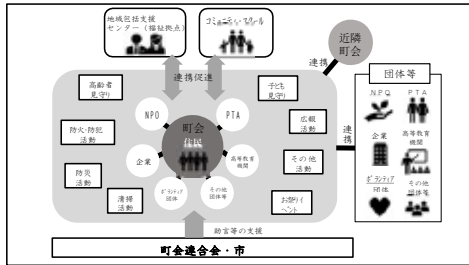 地域包括支援
センター（福祉拠点）
コミュニティ・スクール
近隣
町会
連携促進
連携
高齢者
見守り
子ども
見守り
団体等
NPO
PTA
防火・防犯
活動
NPO
PTA
広報
活動
町会
住民
連携
企業
高等教育
機関
企業
高等教育
機関
その他
活動
防災
活動
ボランティア
団体
その他
団体等
ボランティア
団体
その他
団体等
清掃
活動
お祭りイ
ベント
助言等の支援
町会連合会・市